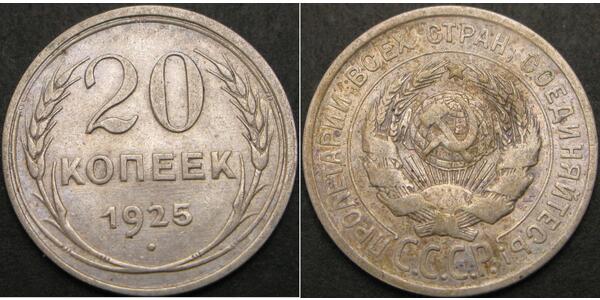 20
КОПЕЕК
1925
ПРОЛЕТАРИИ ВСЕХ СТРАН, СОЕДИНЯЙТЕСЬ!
С.С.С.Р.